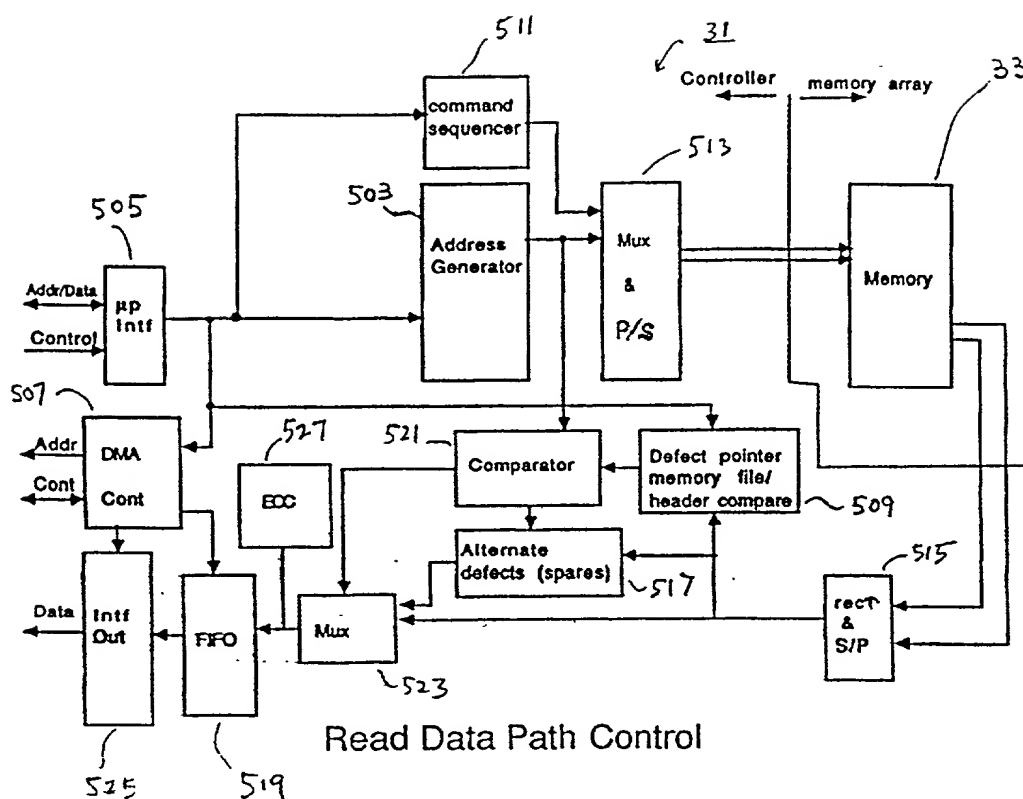 511
31
33
Controller
memory array
command
sequencer
513
503
505
Address
Generator
Mux
&
P/S
Memory
Addr/Data
μp
Intf
Control
507
Addr
DMA
Cont
Cont
527
ECC
521
Comparator
Defect pointer
memory file/
header compare
509
Alternate
defects (spares)
517
515
Data
Intf
Out
FIFO
Mux
rect
&
S/P
523
Read Data Path Control
525
519